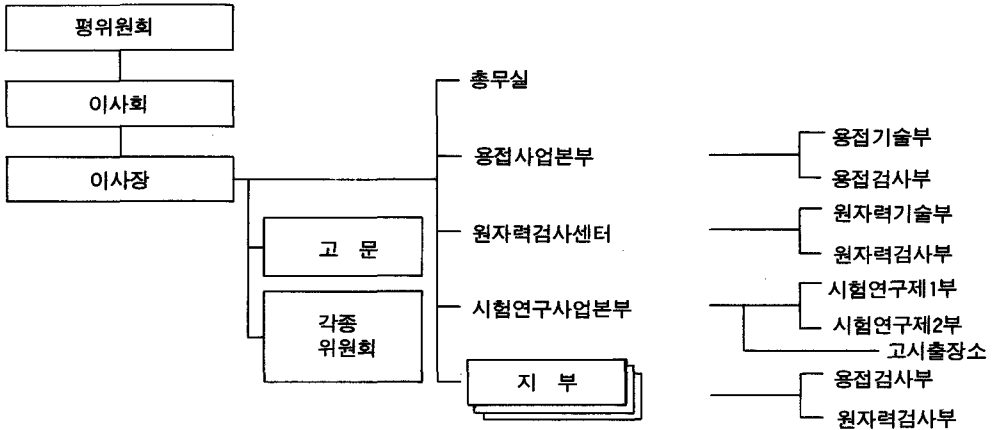 평위원회
이사회
이사장
고 문
각종
위원회
총무실
용접사업본부
용접기술부
용접검사부
원자력검사센터
원자력기술부
원자력검사부
시험연구사업본부
시험연구제1부
시험연구제2부
고시출장소
지 부
용접검사부
원자력검사부